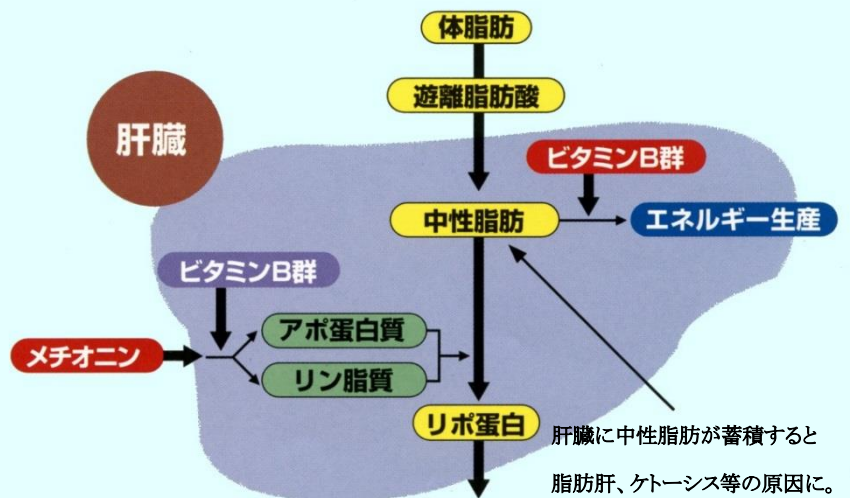 体脂肪
遊離脂肪酸
肝臓
ビタミンB群
中性脂肪
エネルギー生産
ビタミンB群
アポ蛋白質
メチオニン
リン脂質
リポ蛋白
肝臓に中性脂肪が蓄積すると
脂肪肝、ケトーシス等の原因に。